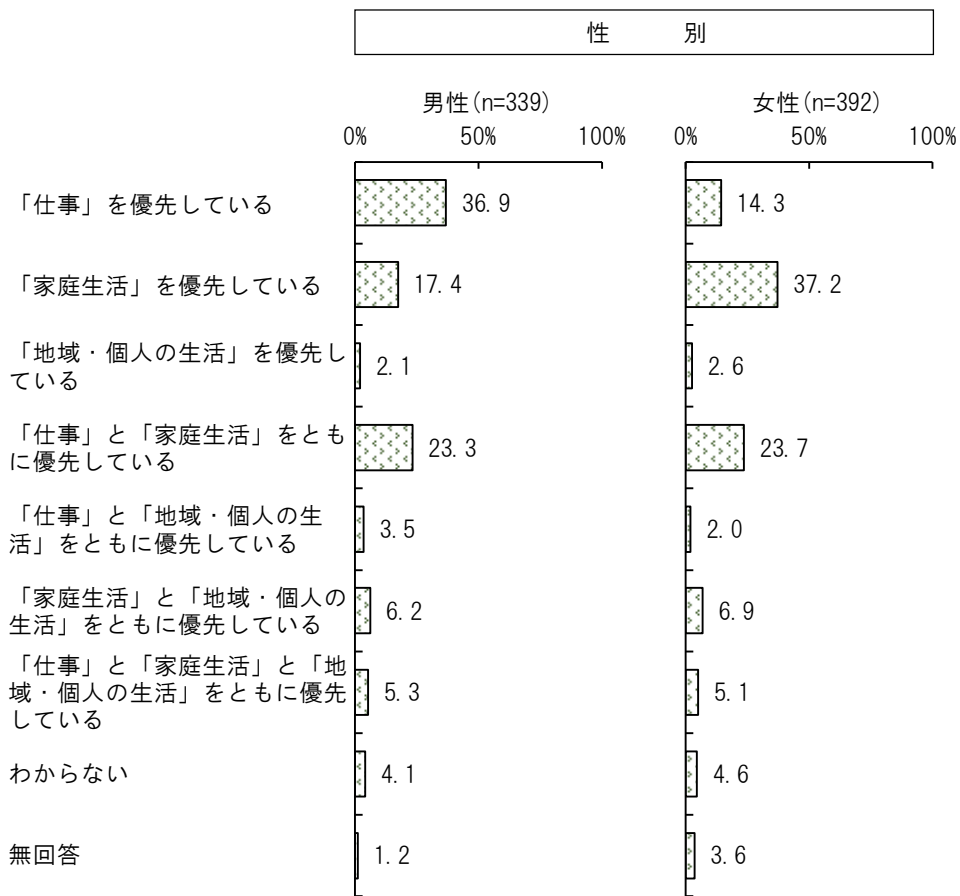 性 別
男性(n=339) 女性(n=392)
0% 50% 100% 0% 50% 100%
「仕事」を優先している 36.9 14.3
「家庭生活」を優先している 17.4 37.2
「地域・個人の生活」を優先し
ている 2.1 2.6
「仕事」と「家庭生活」をとも
に優先している 23.3 23.7
「仕事」と「地域・個人の生
活」をともに優先している 3.5 2.0
「家庭生活」と「地域・個人の
生活」をともに優先している 6.2 6.9
「仕事」と「家庭生活」と「地
域・個人の生活」をともに優先 5.3 5.1
している
わからない 4.1 4.6
無回答 1.2 3.6